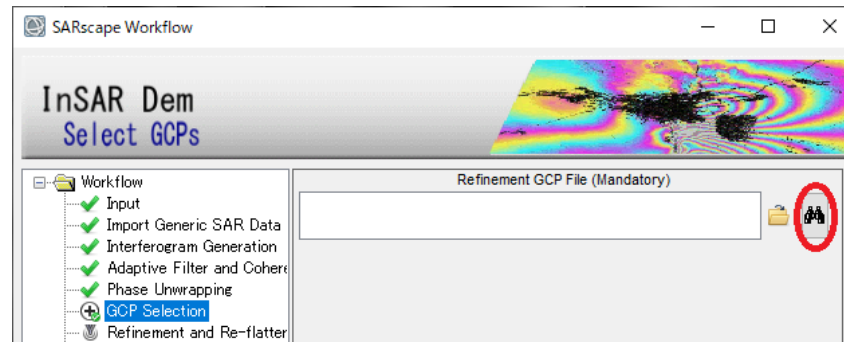 SARscape Workflow
InSAR Dem
Select GCPs
Workflow
Input
Import Generic SAR Data
Interferogram Generation
Adaptive Filter and Cohere
Phase Unwrapping
GCP Selection
Refinement and Re-flatter
Refinement GCP File (Mandatory)